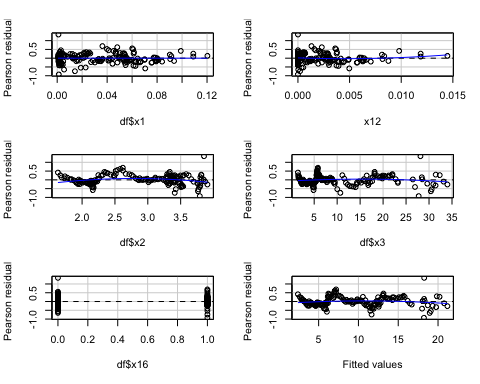 Pearson residual
-1.0 0.5
0.00 0.04 0.08 0.12
df$x1
Pearson residual
-1.0 0.5
0.000 0.005 0.010 0.015
x12
Pearson residual
-1.0 0.5
2.0 2.5 3.0 3.5
df$x2
Pearson residual
-1.0 0.5
5 10 15 20 25 30 35
df$x3
Pearson residual
-1.0 0.5
0.0 0.2 0.4 0.6 0.8 1.0
df$x16
Pearson residual
-1.0 0.5
5 10 15 20
Fitted values